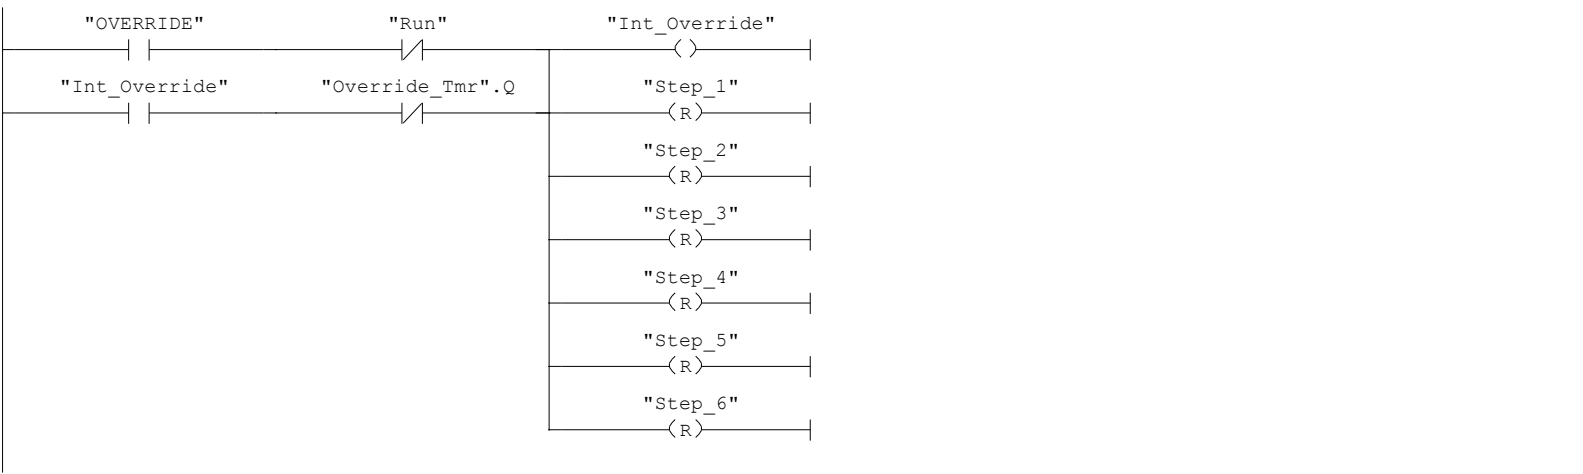 "OVERRIDE" "Run" "Int_Override"
"Int_Override" "Override_Tmr".Q "Step_1"
R
"Step_2"
R
"Step_3"
R
"Step_4"
R
"Step_5"
R
"Step_6"
R